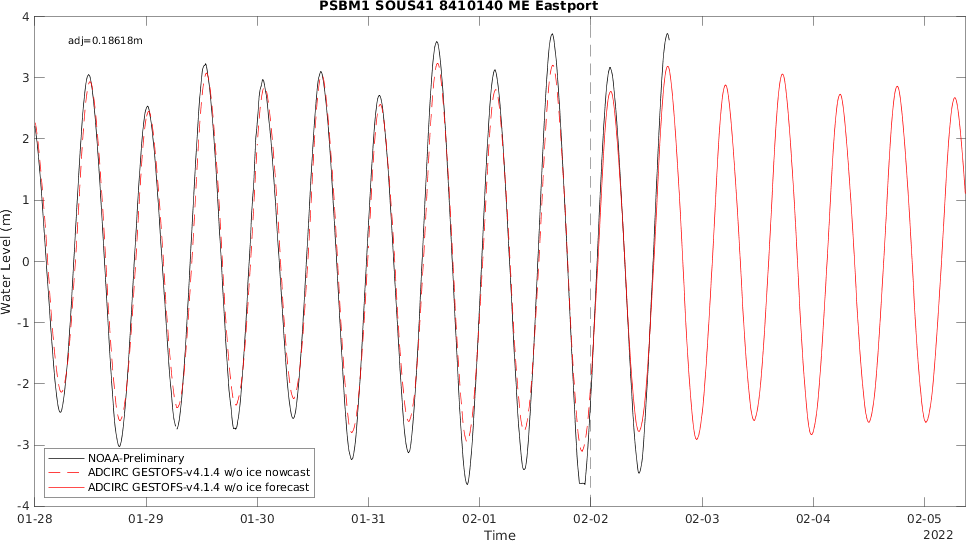 PSBM1 SOUS41 8410140 ME Eastport
adj=0.18618m
4
3
2
1
0
-1
-2
-3
-4
Water Level (m)
NOAA-Preliminary
ADCIRC GESTOFS-v4.1.4 w/o ice nowcast
ADCIRC GESTOFS-v4.1.4 w/o ice forecast
01-28 01-29 01-30 01-31 02-01 02-02 02-03 02-04 02-05
Time
2022